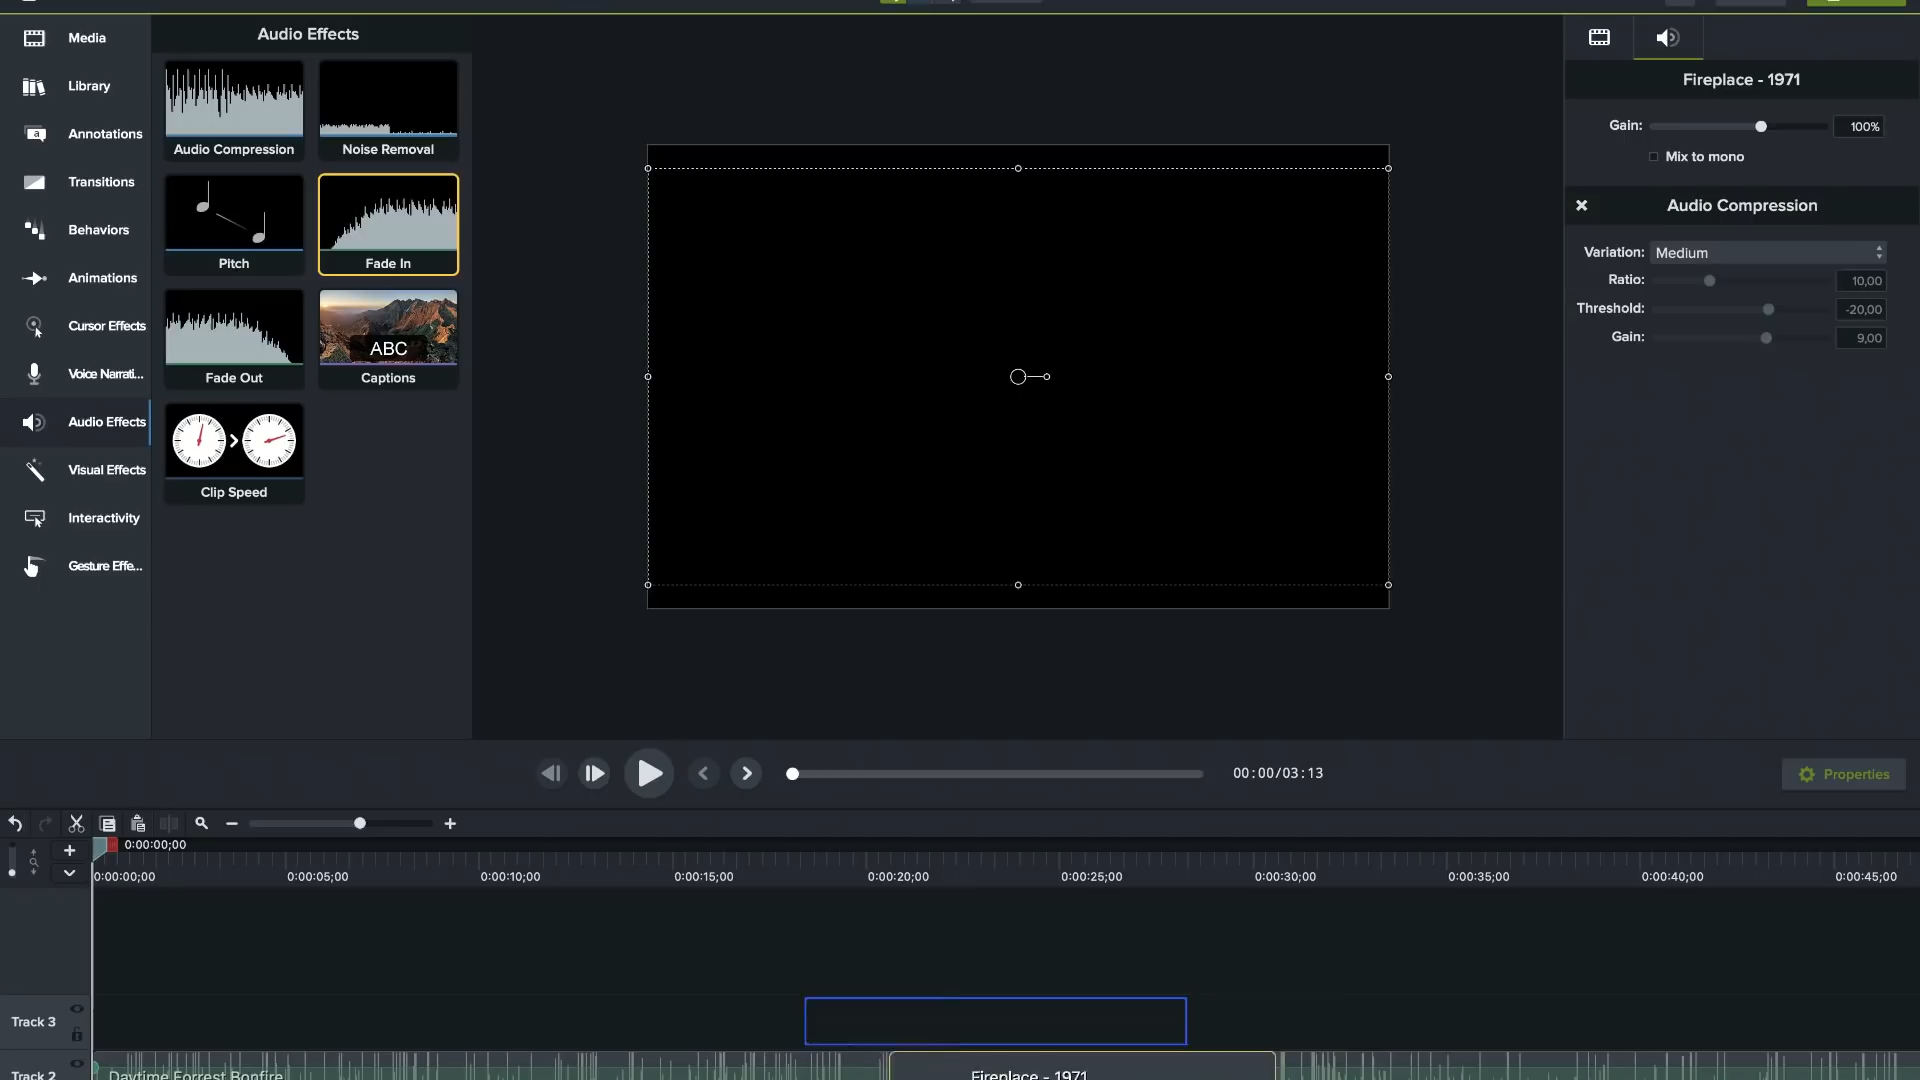 Media
Library
Annotations
Transitions
Behaviors
Animations
Cursor Effects
Voice Narrati...
Audio Effects
Visual Effects
Interactivity
Gesture Effe...
Audio Effects
Audio Compression
Noise Removal
Pitch
Fade In
Fade Out
ABC
Captions
Clip Speed
Fireplace - 1971
Gain: 100%
Mix to mono
Audio Compression
Variation: Medium
Ratio: 10,00
Threshold: -20,00
Gain: 9,00
00:00/03:13
Properties
0:00:00;00
0:00:00;00 0:00:05;00 0:00:10;00 0:00:15;00 0:00:20;00 0:00:25;00 0:00:30;00 0:00:35;00 0:00:40;00 0:00:45;00
Track 3
Track 2
Daytime Forrest Bonfire
Fireplace - 1971